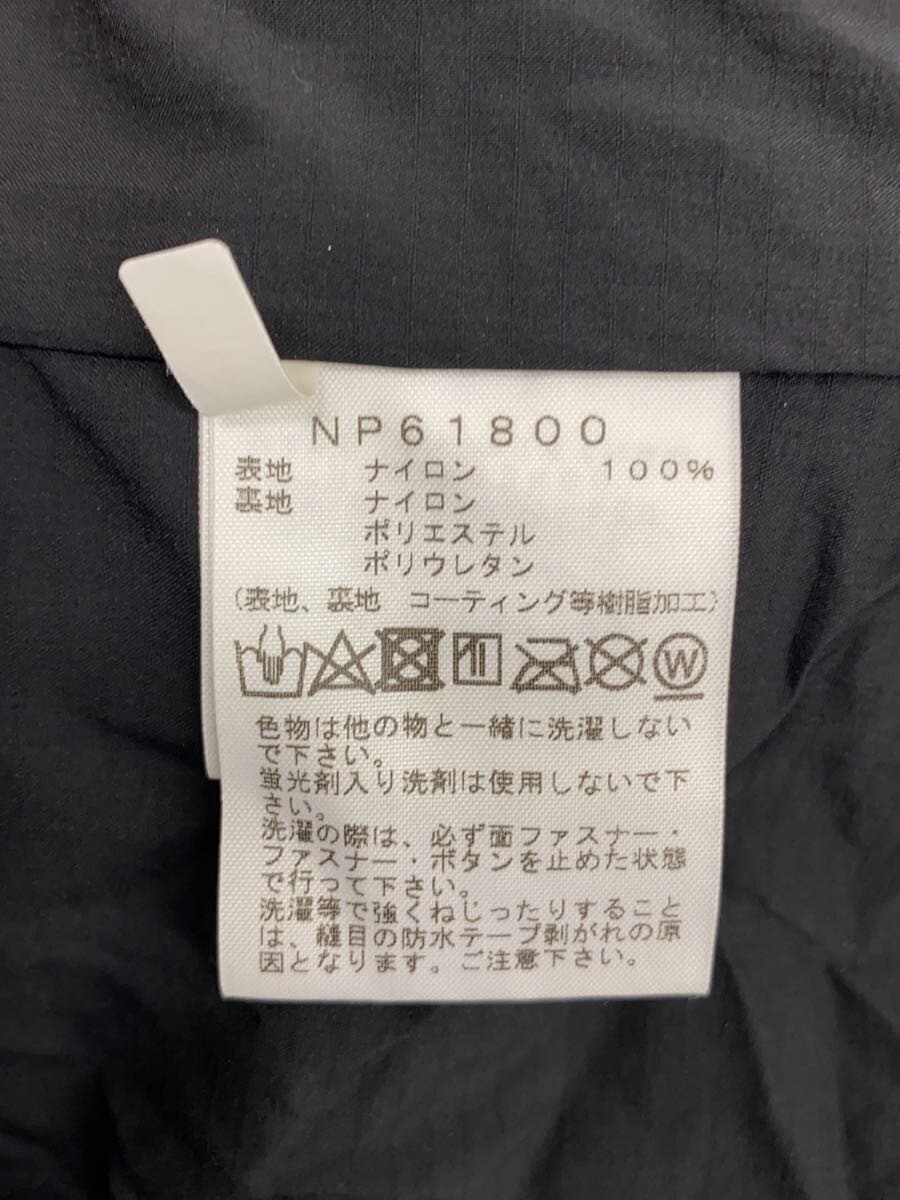 NP61800
表地 ナイロン 100%
裏地 ナイロン
ポリエステル
ポリウレタン
(表地、裏地 コーティング等樹脂加工)
W
色物は他の物と一緒に洗濯しない
で下さい。
蛍光剤入り洗剤は使用しないで下
さい。
洗濯の際は、必ず面ファスナー・
ファスナー・ボタンを止めた状態
で行って下さい。
洗濯等で強くねじったりすること
は、縫目の防水テープ剥がれの原
因となります。ご注意下さい。